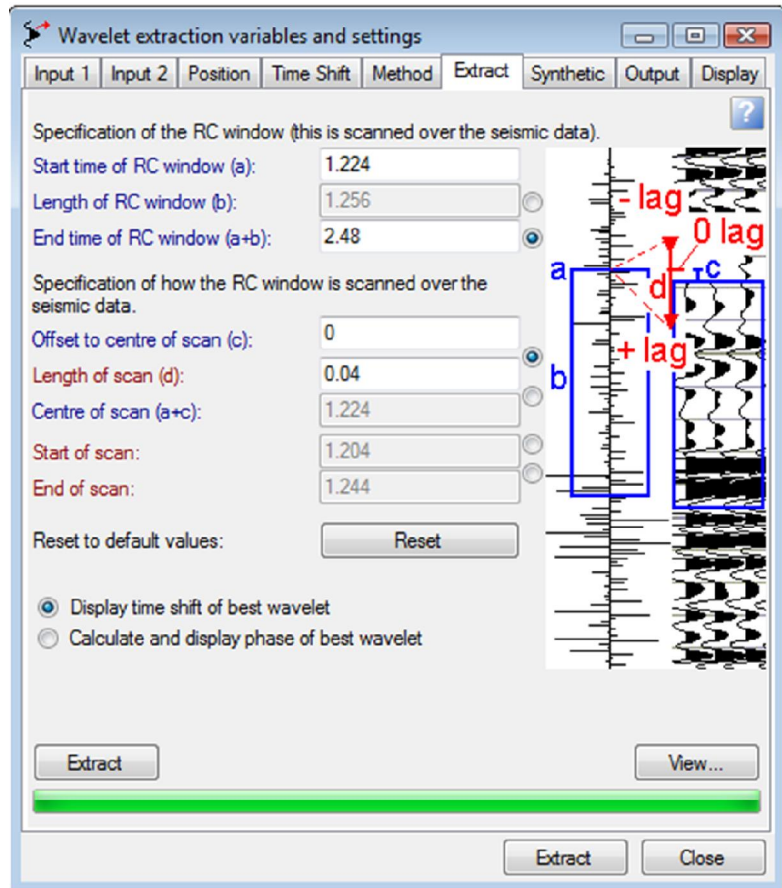 Wavelet extraction variables and settings
Input 1 Input 2 Position Time Shift Method Extract Synthetic Output Display
?
Specification of the RC window (this is scanned over the seismic data).
Start time of RC window (a): 1.224
Length of RC window (b): 1.256
End time of RC window (a+b): 2.48
Specification of how the RC window is scanned over the
seismic data.
Offset to centre of scan (c): 0
Length of scan (d): 0.04
Centre of scan (a+c): 1.224
Start of scan: 1.204
End of scan: 1.244
Reset to default values: Reset
- lag
0 lag
a
d
c
+ lag
b
Display time shift of best wavelet
Calculate and display phase of best wavelet
Extract View...
Extract Close